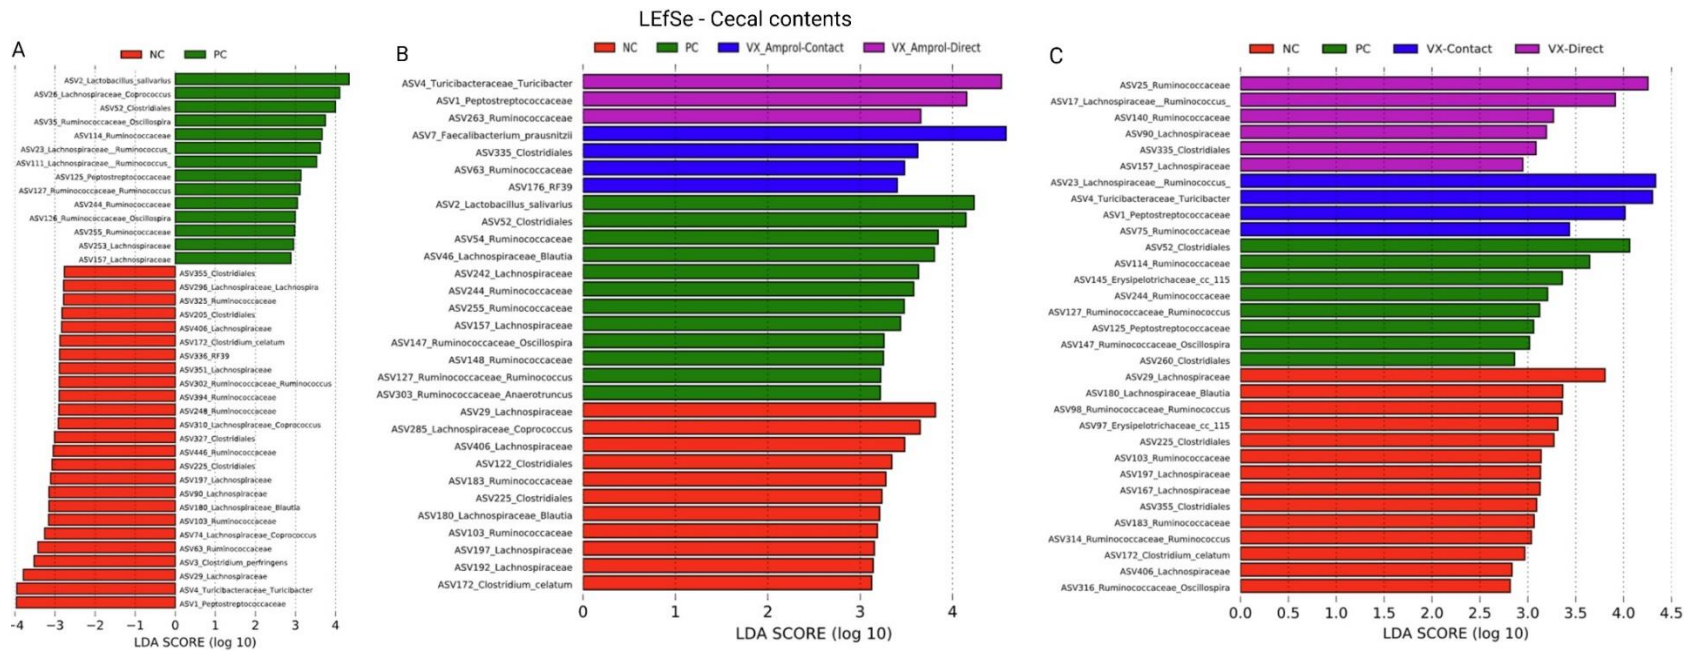 LEfSe - Cecal contents
A
NC PC
ASV2_Lactobacillus_salivarius
ASV26_Lachnospiraceae_Coprococcus
ASV52_Clostridiales
ASV35_Ruminococcaceae_Oscillospira
ASV114_Ruminococcaceae
ASV23_Lachnospiraceae__Ruminococcus_
ASV111_Lachnospiraceae__Ruminococcus_
ASV125_Peptostreptococcaceae
ASV127_Ruminococcaceae_Ruminococcus
ASV244_Ruminococcaceae
ASV126_Ruminococcaceae_Oscillospira
ASV255_Ruminococcaceae
ASV253_Lachnospiraceae
ASV157_Lachnospiraceae
ASV355_Clostridiales
ASV296_Lachnospiraceae_Lachnospira
ASV325_Ruminococcaceae
ASV205_Clostridiales
ASV406_Lachnospiraceae
ASV172_Clostridium_celatum
ASV336_RF39
ASV351_Lachnospiraceae
ASV302_Ruminococcaceae_Ruminococcus
ASV394_Ruminococcaceae
ASV248_Ruminococcaceae
ASV310_Lachnospiraceae_Coprococcus
ASV327_Clostridiales
ASV446_Ruminococcaceae
ASV225_Clostridiales
ASV197_Lachnospiraceae
ASV90_Lachnospiraceae
ASV180_Lachnospiraceae_Blautia
ASV103_Ruminococcaceae
ASV74_Lachnospiraceae_Coprococcus
ASV63_Ruminococcaceae
ASV3_Clostridium_perfringens
ASV29_Lachnospiraceae
ASV4_Turicibacteraceae_Turicibacter
ASV1_Peptostreptococcaceae
−4 −3 −2 −1 0 1 2 3 4
LDA SCORE (log 10)
B
NC PC VX_Amprol-Contact VX_Amprol-Direct
ASV4_Turicibacteraceae_Turicibacter
ASV1_Peptostreptococcaceae
ASV263_Ruminococcaceae
ASV7_Faecalibacterium_prausnitzii
ASV335_Clostridiales
ASV63_Ruminococcaceae
ASV176_RF39
ASV2_Lactobacillus_salivarius
ASV52_Clostridiales
ASV54_Ruminococcaceae
ASV46_Lachnospiraceae_Blautia
ASV242_Lachnospiraceae
ASV244_Ruminococcaceae
ASV255_Ruminococcaceae
ASV157_Lachnospiraceae
ASV147_Ruminococcaceae_Oscillospira
ASV148_Ruminococcaceae
ASV127_Ruminococcaceae_Ruminococcus
ASV303_Ruminococcaceae_Anaerotruncus
ASV29_Lachnospiraceae
ASV285_Lachnospiraceae_Coprococcus
ASV406_Lachnospiraceae
ASV122_Clostridiales
ASV183_Ruminococcaceae
ASV225_Clostridiales
ASV180_Lachnospiraceae_Blautia
ASV103_Ruminococcaceae
ASV197_Lachnospiraceae
ASV192_Lachnospiraceae
ASV172_Clostridium_celatum
0 1 2 3 4
LDA SCORE (log 10)
C
NC PC VX-Contact VX-Direct
ASV25_Ruminococcaceae
ASV17_Lachnospiraceae__Ruminococcus_
ASV140_Ruminococcaceae
ASV90_Lachnospiraceae
ASV335_Clostridiales
ASV157_Lachnospiraceae
ASV23_Lachnospiraceae__Ruminococcus_
ASV4_Turicibacteraceae_Turicibacter
ASV1_Peptostreptococcaceae
ASV75_Ruminococcaceae
ASV52_Clostridiales
ASV114_Ruminococcaceae
ASV145_Erysipelotrichaceae_cc_115
ASV244_Ruminococcaceae
ASV127_Ruminococcaceae_Ruminococcus
ASV125_Peptostreptococcaceae
ASV147_Ruminococcaceae_Oscillospira
ASV260_Clostridiales
ASV29_Lachnospiraceae
ASV180_Lachnospiraceae_Blautia
ASV98_Ruminococcaceae_Ruminococcus
ASV97_Erysipelotrichaceae_cc_115
ASV225_Clostridiales
ASV103_Ruminococcaceae
ASV197_Lachnospiraceae
ASV167_Lachnospiraceae
ASV355_Clostridiales
ASV183_Ruminococcaceae
ASV314_Ruminococcaceae_Ruminococcus
ASV172_Clostridium_celatum
ASV406_Lachnospiraceae
ASV316_Ruminococcaceae_Oscillospira
0.0 0.5 1.0 1.5 2.0 2.5 3.0 3.5 4.0 4.5
LDA SCORE (log 10)